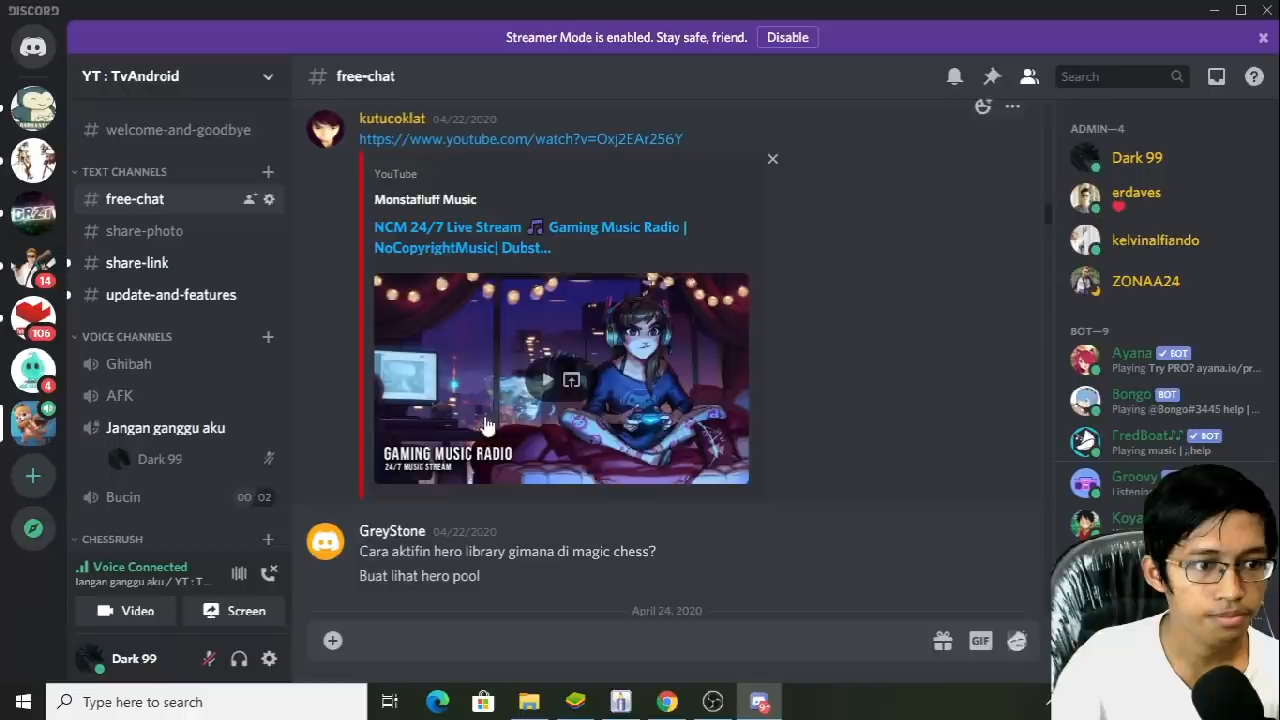 DISCORD
Streamer Mode is enabled. Stay safe, friend.
Disable
YT : TvAndroid
free-chat
Search
welcome-and-goodbye
TEXT CHANNELS
free-chat
share-photo
share-link
update-and-features
VOICE CHANNELS
Ghibah
AFK
Jangan ganggu aku
Dark 99
Bucin
00 02
CHESSRUSH
Voice Connected
Jangan ganggu aku / YT : T...
Video
Screen
Dark 99
14
106
4
kutucoklat 04/22/2020
https://www.youtube.com/watch?v=Oxj2EAr256Y
YouTube
Monstafluff Music
NCM 24/7 Live Stream 🎵 Gaming Music Radio |
NoCopyrightMusic| Dubst...
GAMING MUSIC RADIO
24/7 MUSIC STREAM
GreyStone 04/22/2020
Cara aktifin hero library gimana di magic chess?
Buat lihat hero pool
April 24, 2020
GIF
ADMIN—4
Dark 99
erdaves
kelvinalfiando
ZONAA24
BOT—9
Ayana BOT
Playing Try PRO? ayana.io/pr...
Bongo BOT
Playing @Bongo#3445 help | ...
FredBoat♪♪ BOT
Playing music | ;;help
Groovy
Koya
Type here to search
9+